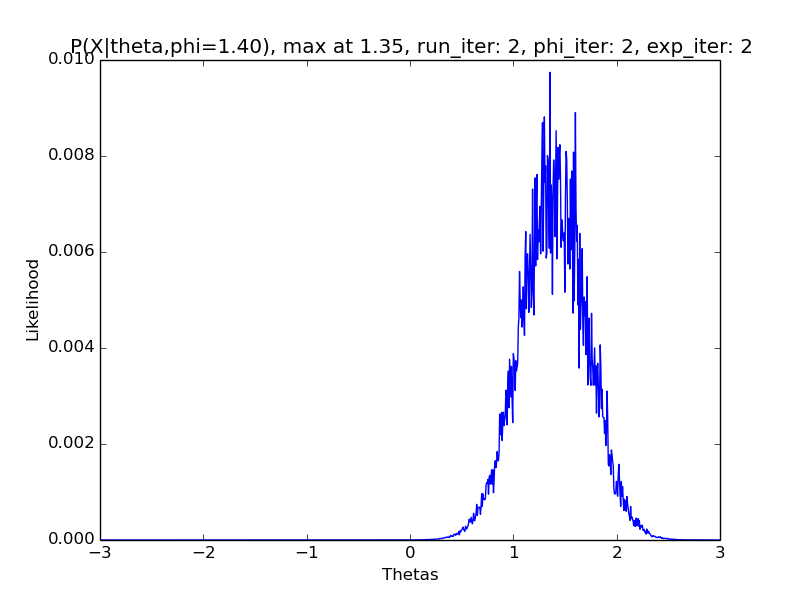 P(X|theta,phi=1.40), max at 1.35, run_iter: 2, phi_iter: 2, exp_iter: 2
0.010
0.008
0.006
0.004
0.002
0.000
Likelihood
−3 −2 −1 0 1 2 3
Thetas